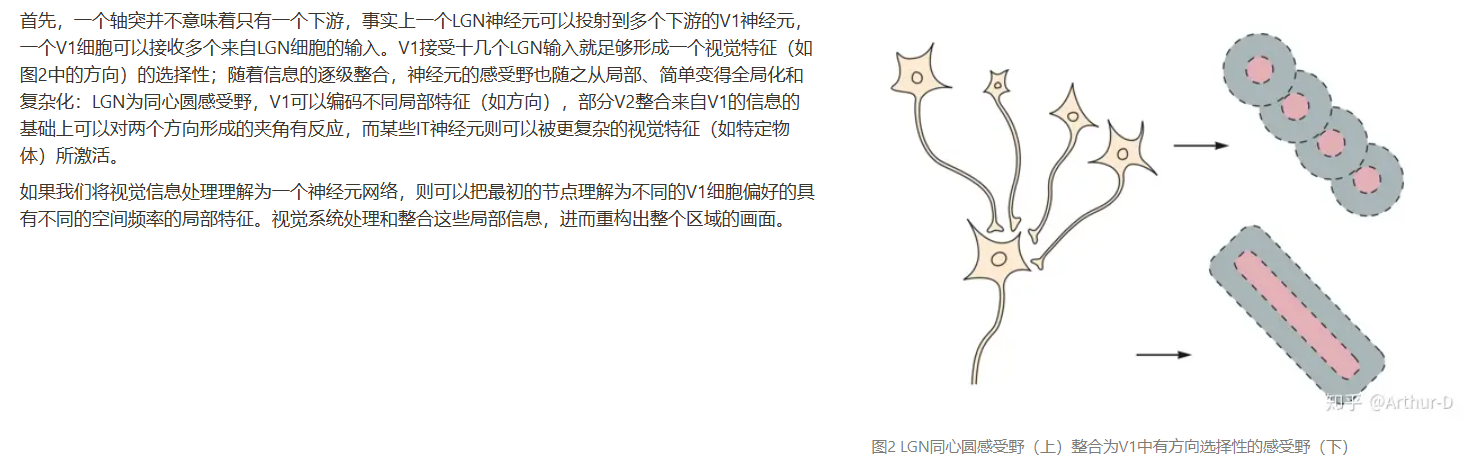 首先，一个轴突并不意味着只有一个下游，事实上一个LGN神经元可以投射到多个下游的V1神经元，
一个V1细胞可以接收多个来自LGN细胞的输入。V1接受十几个LGN输入就足够形成一个视觉特征（如
图2中的方向）的选择性；随着信息的逐级整合，神经元的感受野也随之从局部、简单变得全局化和
复杂化：LGN为同心圆感受野，V1可以编码不同局部特征（如方向），部分V2整合来自V1的信息的
基础上可以对两个方向形成的夹角有反应，而某些IT神经元则可以被更复杂的视觉特征（如特定物
体）所激活。
如果我们将视觉信息处理理解为一个神经元网络，则可以把最初的节点理解为不同的V1细胞偏好的具
有不同的空间频率的局部特征。视觉系统处理和整合这些局部信息，进而重构出整个区域的画面。
知乎 @Arthur-D
图2 LGN同心圆感受野（上）整合为V1中有方向选择性的感受野（下）